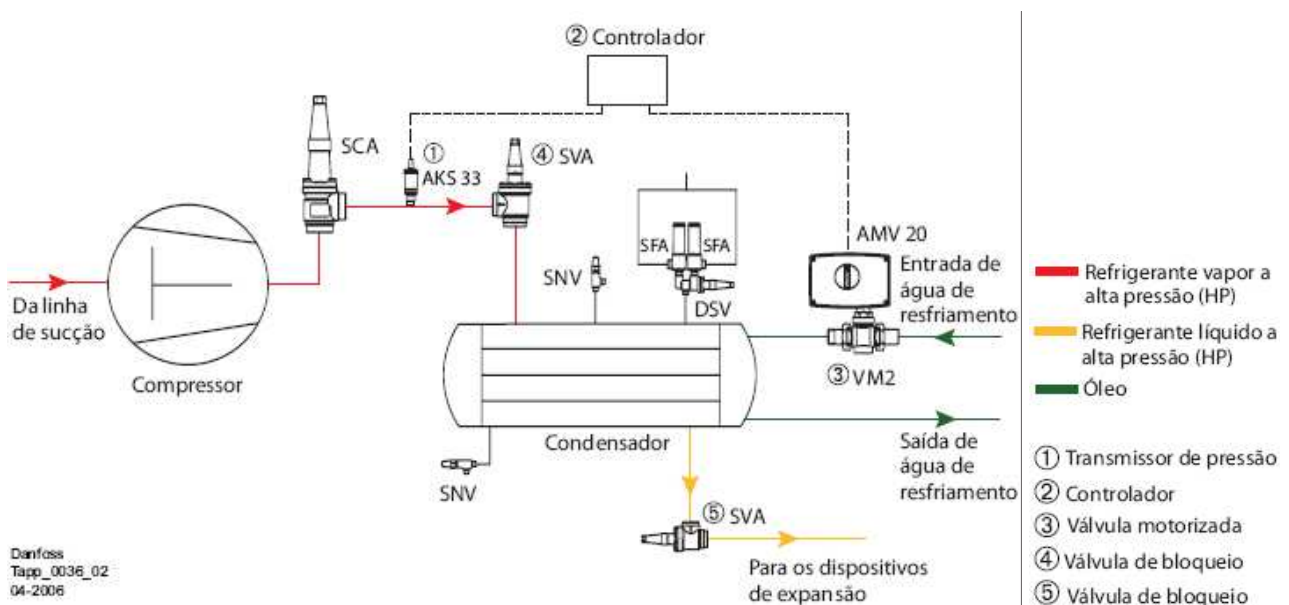 ② Controlador
SCA
①
AKS 33
④ SVA
SFA SFA
DSV
SNV
AMV 20
Entrada de
água de
resfriamento
③ VM2
Da linha
de sucção
Compressor
Condensador
SNV
Saída de
água de
resfriamento
⑤ SVA
Para os dispositivos
de expansão
Danfoss
Tapp_0036_02
04-2006
Refrigerante vapor a
alta pressão (HP)
Refrigerante líquido a
alta pressão (HP)
Óleo
① Transmissor de pressão
② Controlador
③ Válvula motorizada
④ Válvula de bloqueio
⑤ Válvula de bloqueio